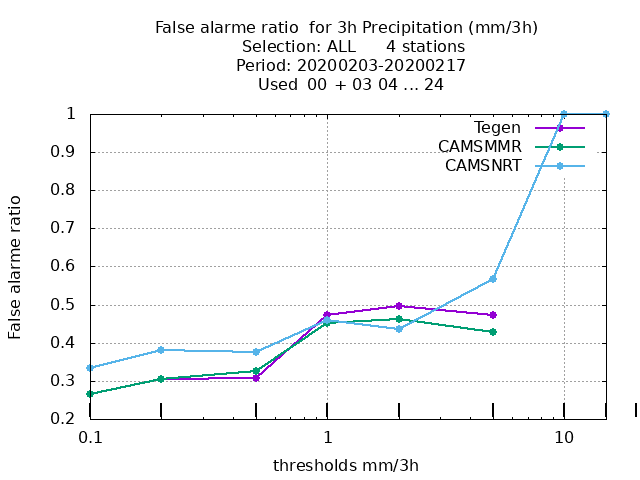 False alarme ratio  for 3h Precipitation (mm/3h)
Selection: ALL      4 stations
Period: 20200203-20200217
Used  00  + 03 04 ... 24
Tegen
CAMSMMR
CAMSNRT
1
0.9
0.8
0.7
0.6
0.5
0.4
0.3
0.2
False alarme ratio
0.1
1
10
thresholds mm/3h